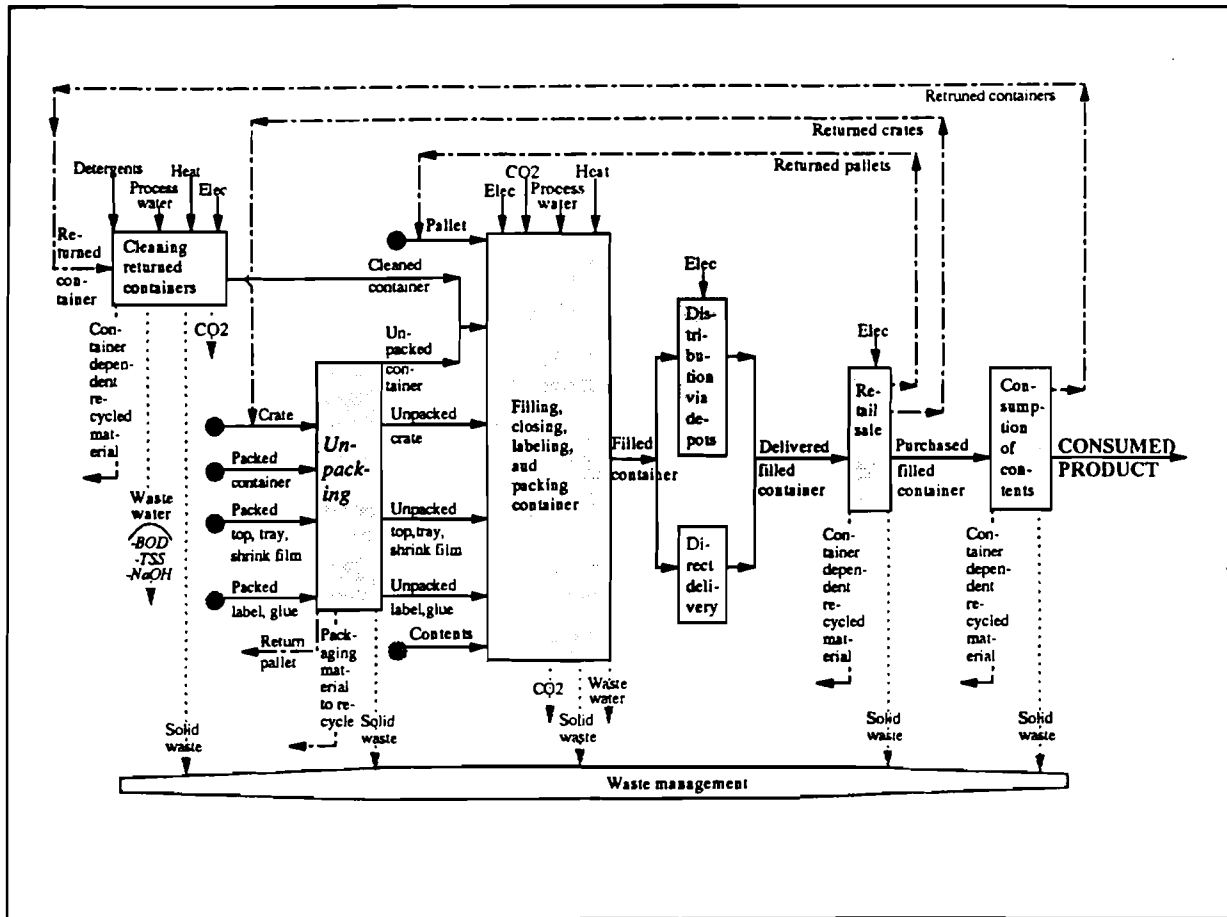 Retruned containers
Returned crates
Returned pallets
Detergents
Process
water
Heat
Elec
Re-
turned
con-
tainer
Cleaning
returned
containers
Con-
tainer
depen-
dent
re-
cycled
mat-
erial
CO2
Waste
water
-BOD
-TSS
-NaOH
Solid
waste
Crate
Packed
container
Packed
top, tray,
shrink film
Packed
label, glue
Return
pallet
Un-
pack-
ing
Pack-
aging
mat-
erial
to re-
cycle
Solid
waste
Cleaned
container
Un-
packed
con-
tainer
Unpacked
crate
Unpacked
top,tray,
shrink film
Unpacked
label,glue
Contents
Pallet
Elec
CO2
Process
water
Heat
Filling,
closing,
labeling,
and
packing
container
CO2
Solid
waste
Waste
water
Filled
container
Elec
Dis-
tri-
bu-
tion
via
de-
pots
Di-
rect
deli-
very
Delivered
filled
container
Elec
Re-
tail
sale
Con-
tainer
depen-
dent
re-
cycled
mat-
erial
Solid
waste
Purchased
filled
container
Con-
sump-
tion
of
con-
tents
Con-
tainer
depen-
dent
re-
cycled
mat-
erial
Solid
waste
CONSUMED
PRODUCT
Waste management